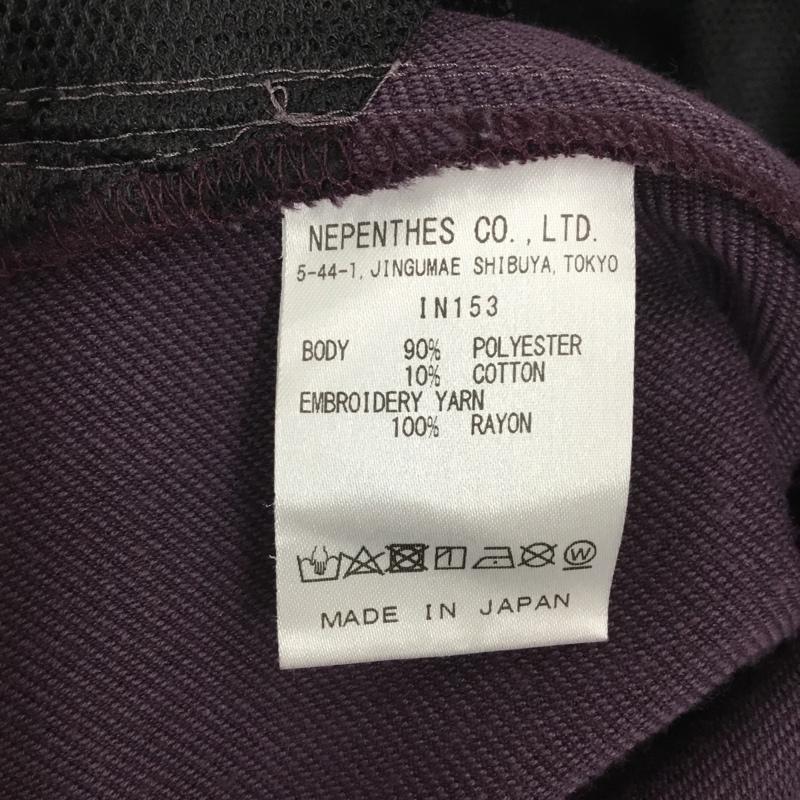 NEPENTHES CO., LTD.
5-44-1, JINGUMAE SHIBUYA, TOKYO
IN153
BODY 90% POLYESTER
10% COTTON
EMBROIDERY YARN
100% RAYON
W
MADE IN JAPAN